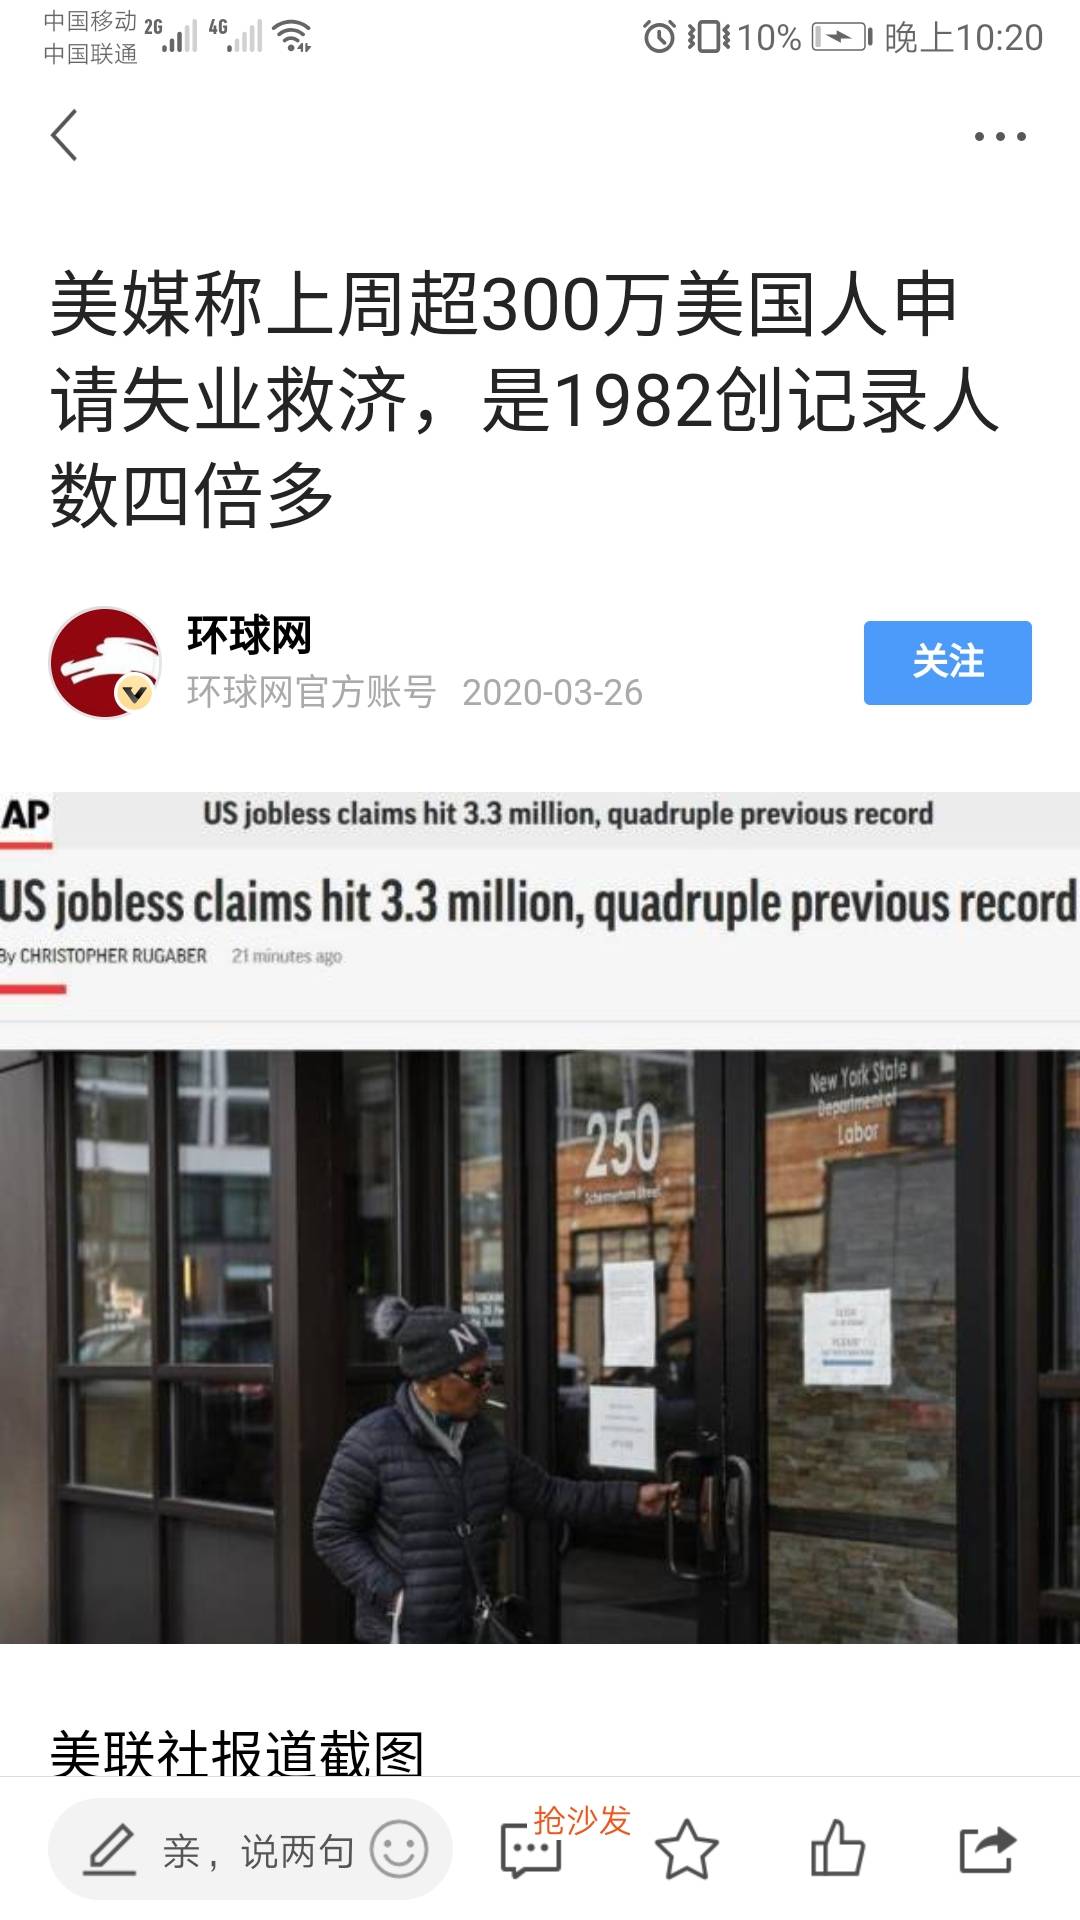 中国移动 2G 4G
中国联通
10% 晚上10:20
美媒称上周超300万美国人申
请失业救济，是1982创记录人
数四倍多
环球网
环球网官方账号 2020-03-26
关注
AP US jobless claims hit 3.3 million, quadruple previous record
US jobless claims hit 3.3 million, quadruple previous record
By CHRISTOPHER RUGABER 21 minutes ago
New York State
Department of
Labor
250
Schermerhorn Street
N
美联社报道截图
抢沙发
亲，说两句